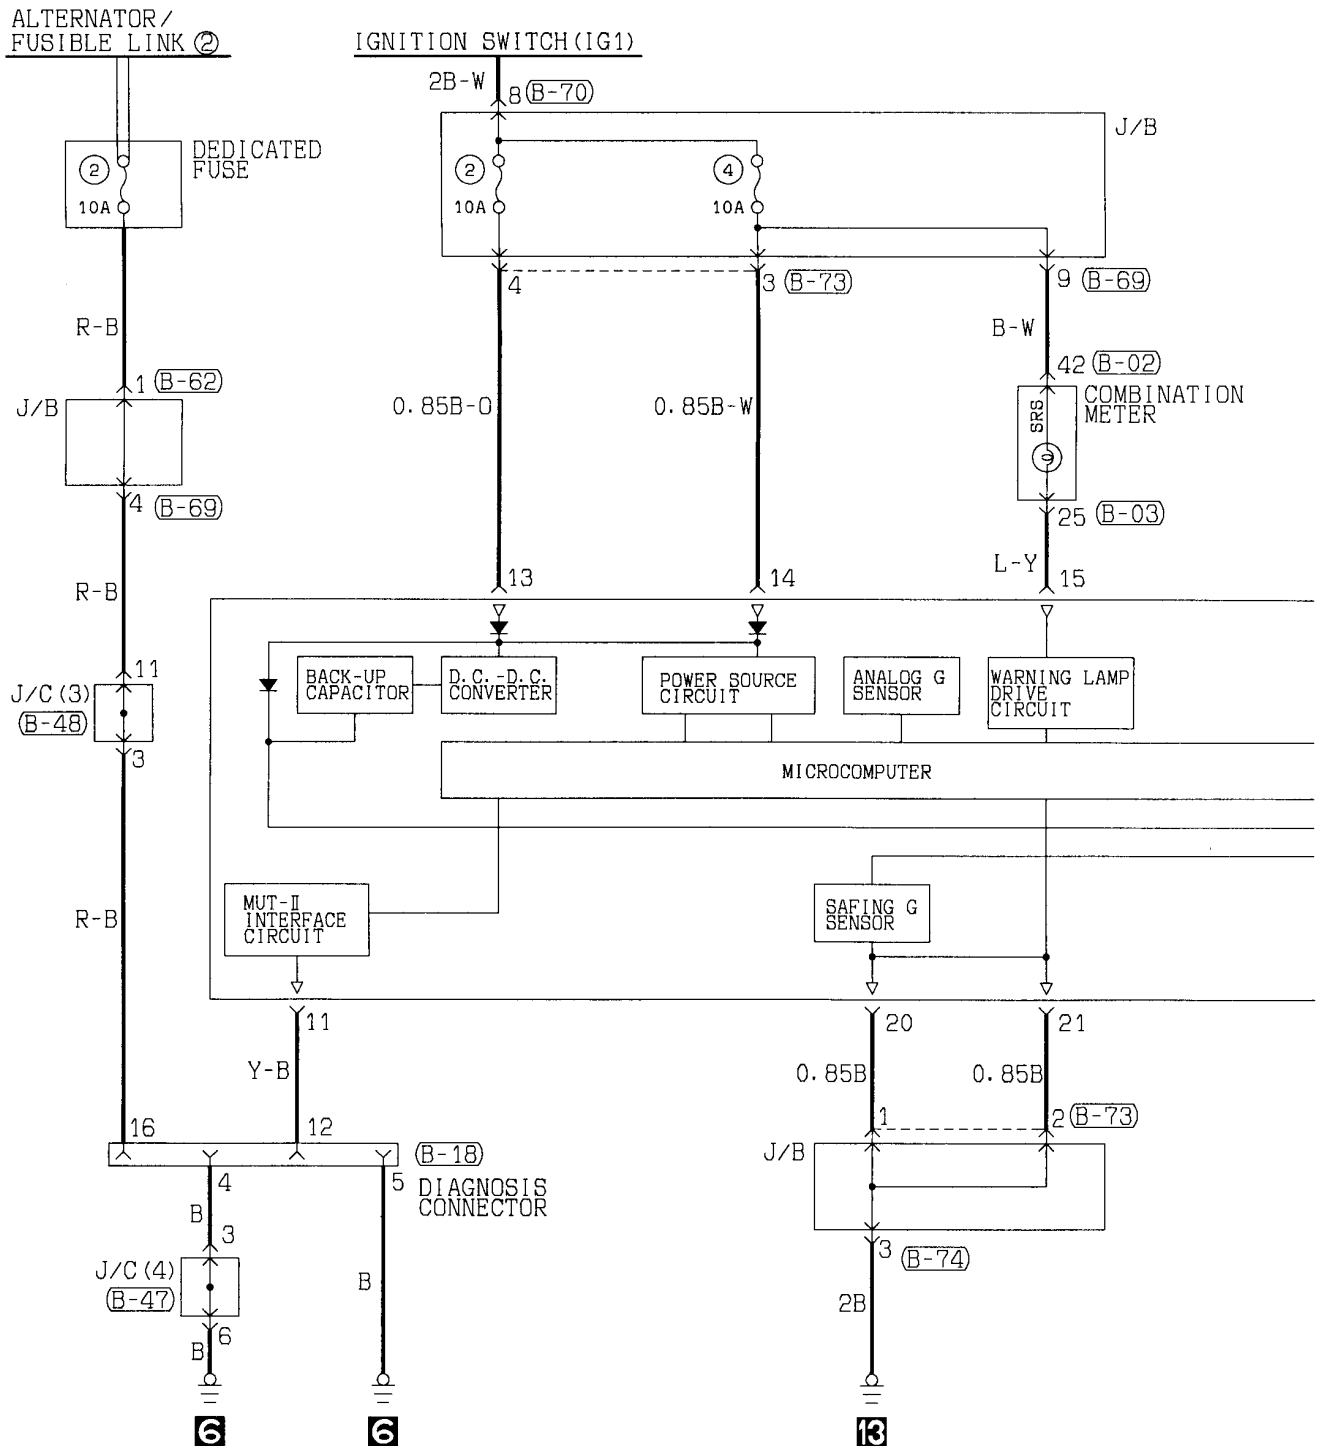 ALTERNATOR/
FUSIBLE LINK ②
IGNITION SWITCH(IG1)
2B-W
8 B-70
J/B
DEDICATED
FUSE
②
10A
②
10A
④
10A
4
3 B-73
9 B-69
R-B
B-W
1 B-62
42 B-02
J/B
0.85B-O
0.85B-W
SRS
COMBINATION
METER
4 B-69
25 B-03
R-B
L-Y
13
14
15
11
J/C(3)
B-48
3
BACK-UP
CAPACITOR
D.C.-D.C.
CONVERTER
POWER SOURCE
CIRCUIT
ANALOG G
SENSOR
WARNING LAMP
DRIVE
CIRCUIT
MICROCOMPUTER
R-B
MUT-Ⅱ
INTERFACE
CIRCUIT
SAFING G
SENSOR
11
20
21
Y-B
0.85B
0.85B
16
12
1
2 B-73
B-18
J/B
4
5
DIAGNOSIS
CONNECTOR
B
3
J/C(4)
B-47
B
3 B-74
6
B
2B
6
6
13